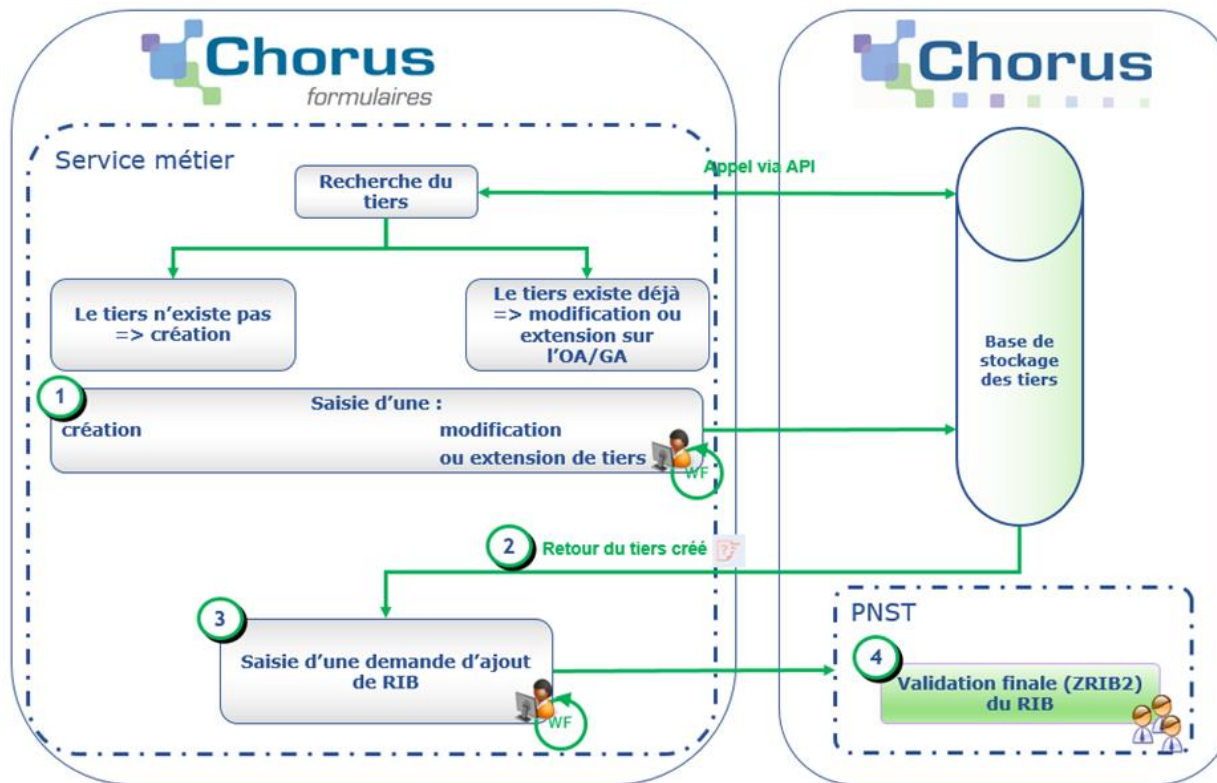 Chorus
formulaires
Chorus
Service métier
Recherche du
tiers
Appel via API
Le tiers n'existe pas
=> création
Le tiers existe déjà
=> modification ou
extension sur
l'OA/GA
Base de
stockage
des tiers
1
Saisie d'une :
création
modification
ou extension de tiers
WF
2
Retour du tiers créé
3
Saisie d'une demande d'ajout
de RIB
WF
PNST
4
Validation finale (ZRIB2)
du RIB